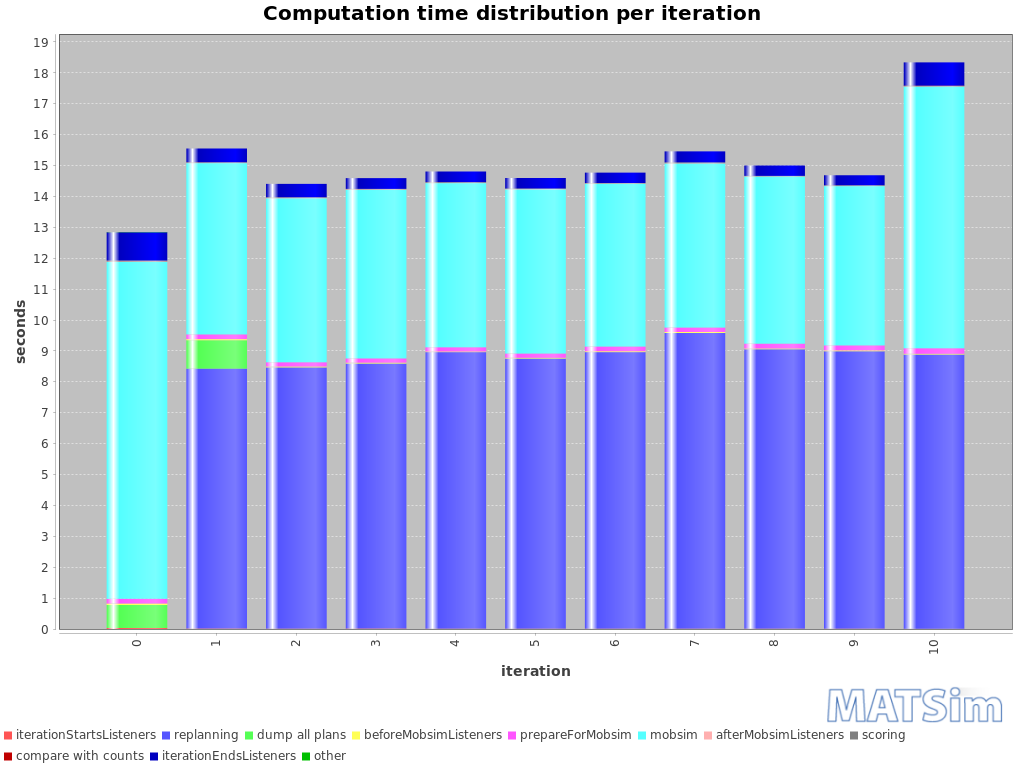 Computation time distribution per iteration
19
18
17
16
15
14
13
12
11
10
9
8
7
6
5
4
3
2
1
0
seconds
0 1 2 3 4 5 6 7 8 9 10
iteration
MATSim
iterationStartsListeners replanning dump all plans beforeMobsimListeners prepareForMobsim mobsim afterMobsimListeners scoring
compare with counts iterationEndsListeners other